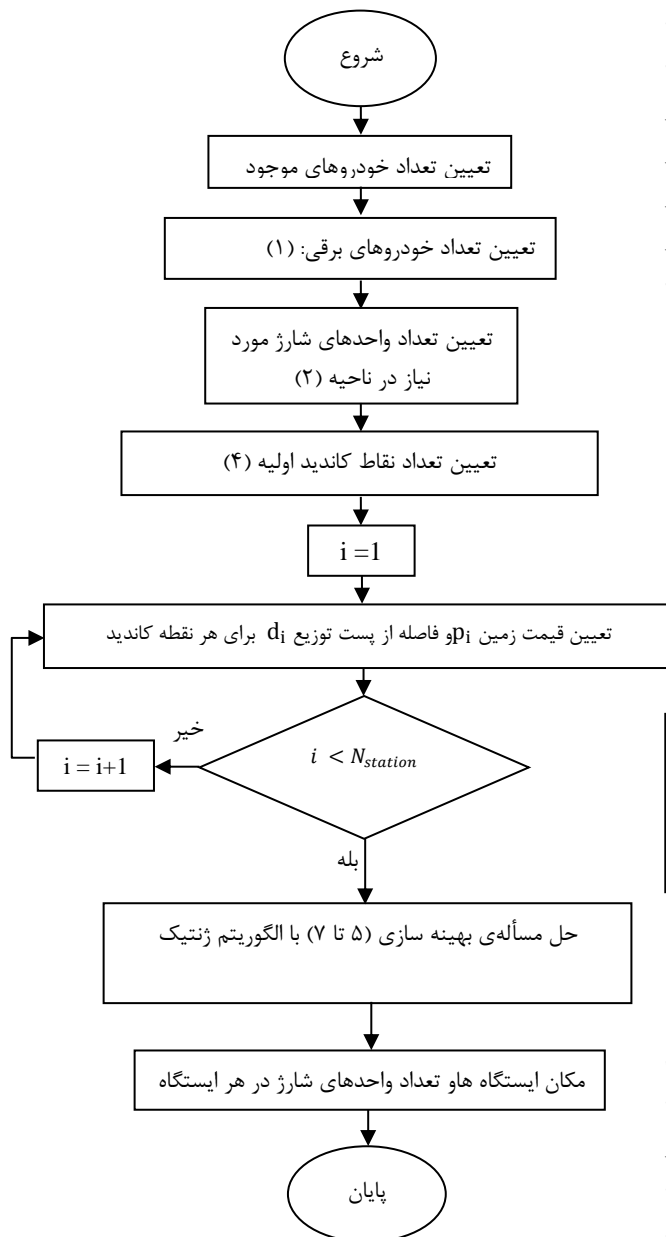 شروع
تعیین تعداد خودروهای موجود
تعیین تعداد خودروهای برقی: (۱)
تعیین تعداد واحدهای شارژ مورد
نیاز در ناحیه (۲)
تعیین تعداد نقاط کاندید اولیه (۴)
i =1
تعیین قیمت زمین pᵢو فاصله از پست توزیع dᵢ برای هر نقطه کاندید
خیر
i < N_station
i = i+1
بله
حل مسأله‌ی بهینه سازی (۵ تا ۷) با الگوریتم ژنتیک
مکان ایستگاه هاو تعداد واحدهای شارژ در هر ایستگاه
پایان